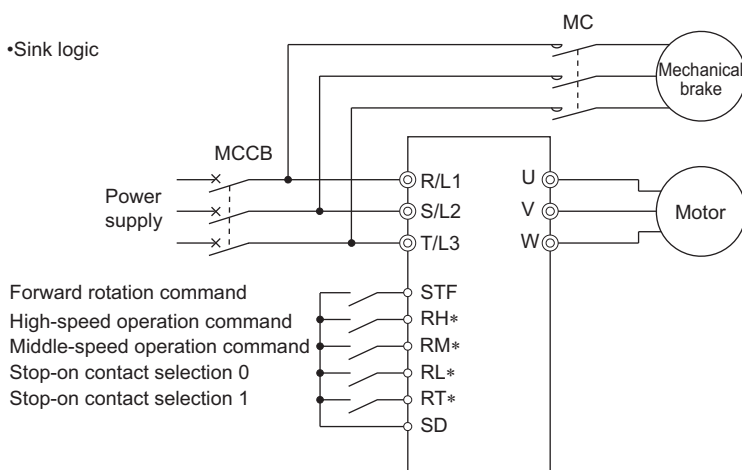 MC
•Sink logic
Mechanical
brake
MCCB
R/L1
U
Power
supply
S/L2
V
Motor
T/L3
W
Forward rotation command
STF
High-speed operation command
RH*
Middle-speed operation command
RM*
Stop-on contact selection 0
RL*
Stop-on contact selection 1
RT*
SD